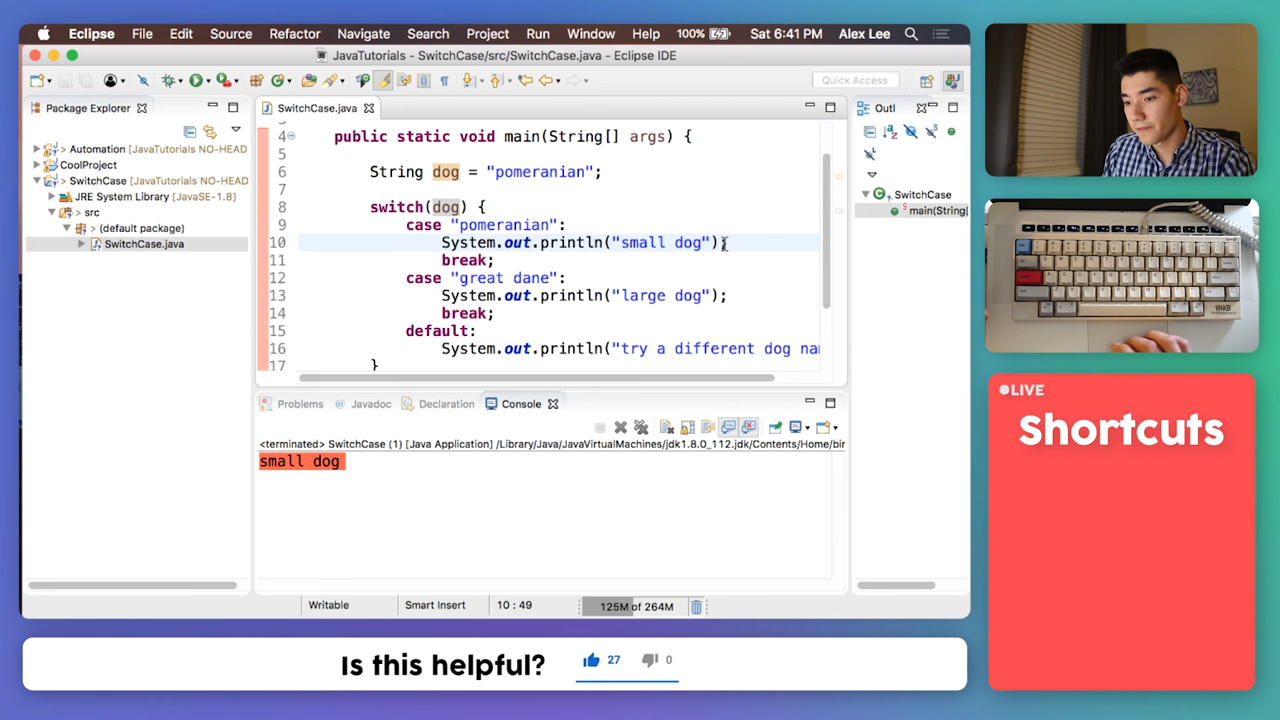 Eclipse File Edit Source Refactor Navigate Search Project Run Window Help 100% Sat 6:41 PM Alex Lee
JavaTutorials - SwitchCase/src/SwitchCase.java - Eclipse IDE
Quick Access
Package Explorer
> Automation [JavaTutorials NO-HEAD
CoolProject
> SwitchCase [JavaTutorials NO-HEAD
JRE System Library [JavaSE-1.8]
> src
> (default package)
> SwitchCase.java
SwitchCase.java
4 public static void main(String[] args) {
5
6 String dog = "pomeranian";
7
8 switch(dog) {
9 case "pomeranian":
10 System.out.println("small dog");
11 break;
12 case "great dane":
13 System.out.println("large dog");
14 break;
15 default:
16 System.out.println("try a different dog nam
17 }
Outl
SwitchCase
main(String[
Problems @ Javadoc Declaration Console
<terminated> SwitchCase (1) [Java Application] /Library/Java/JavaVirtualMachines/jdk1.8.0_112.jdk/Contents/Home/bin
small dog
Writable Smart Insert 10 : 49 125M of 264M
HHKB
Professional
LIVE
Shortcuts
Is this helpful? 27 0